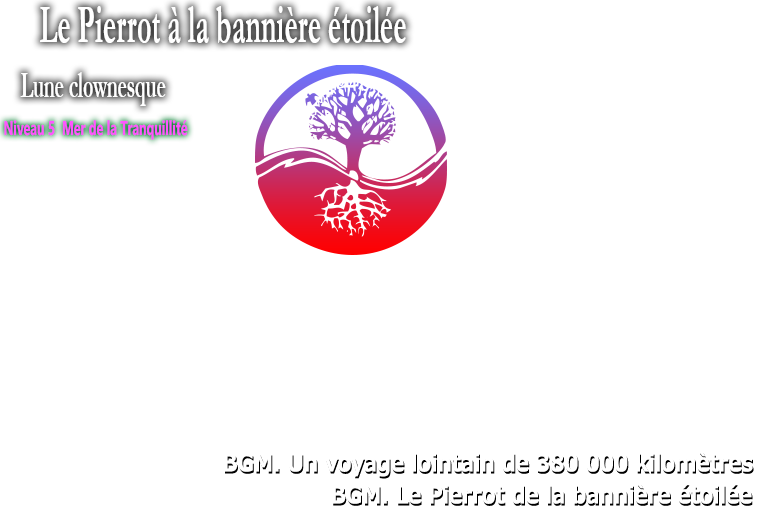 Le Pierrot à la bannière étoilée
Lune clownesque
Niveau 5 Mer de la Tranquillité
BGM. Un voyage lointain de 380 000 kilomètres
BGM. Le Pierrot de la bannière étoilée